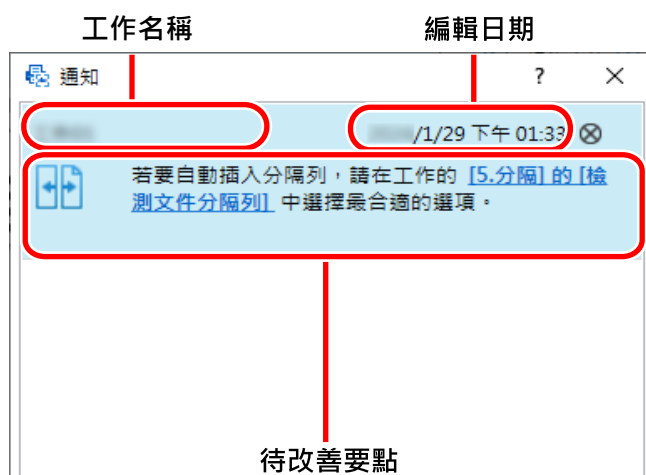 工作名稱 編輯日期
通知 ? ×
/1/29 下午 01:33
若要自動插入分隔列，請在工作的 [5.分隔] 的 [檢
測文件分隔列] 中選擇最合適的選項。
待改善要點